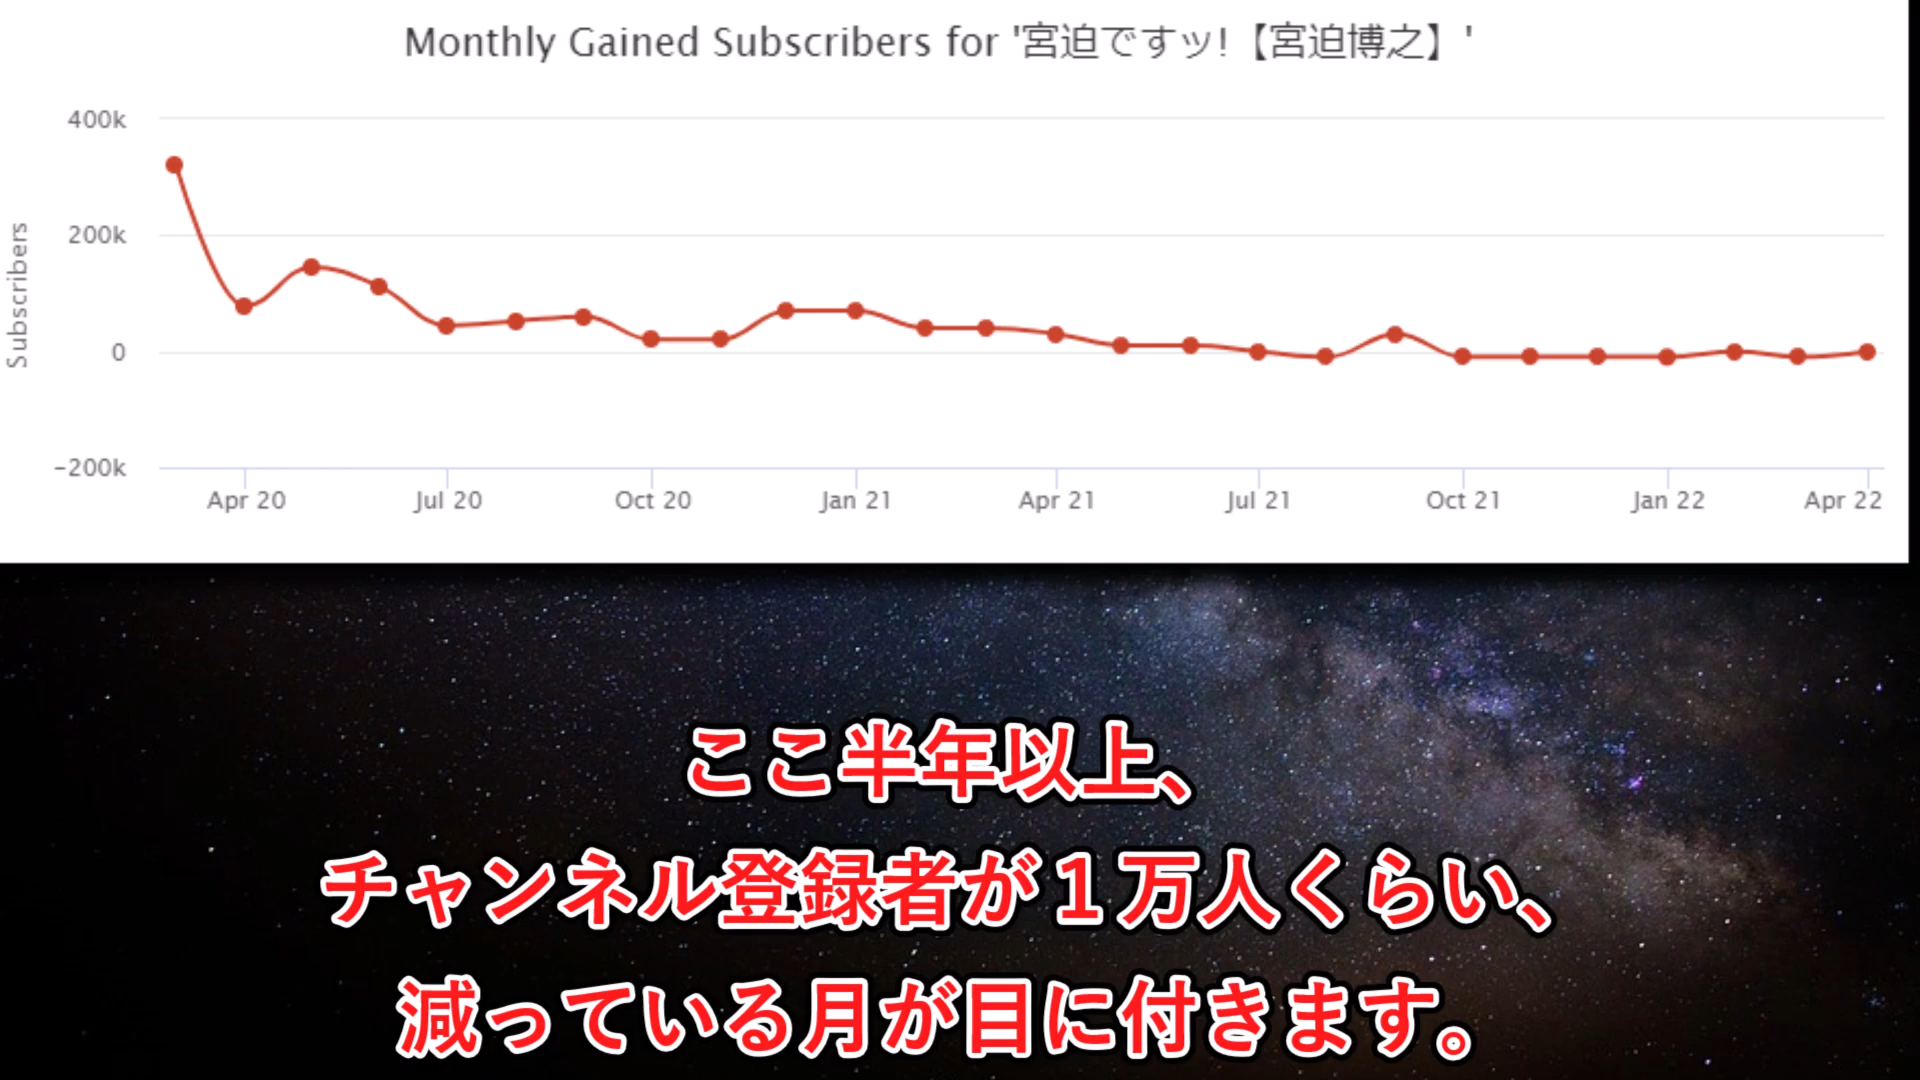 Monthly Gained Subscribers for '宮迫ですッ!【宮迫博之】'
400k
200k
0
-200k
Subscribers
Apr 20 Jul 20 Oct 20 Jan 21 Apr 21 Jul 21 Oct 21 Jan 22 Apr 22
ここ半年以上、
チャンネル登録者が１万人くらい、
減っている月が目に付きます。